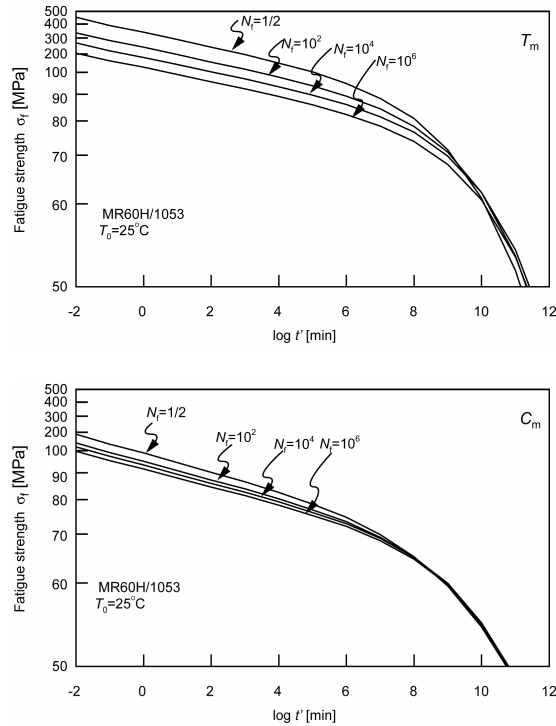 500
400
300
200
100
90
80
70
60
50
Fatigue strength σf [MPa]
Nf=1/2
Nf=10²
Nf=10⁴
Nf=10⁶
Tm
MR60H/1053
T0=25°C
-2 0 2 4 6 8 10 12
log t' [min]
500
400
300
200
100
90
80
70
60
50
Fatigue strength σf [MPa]
Nf=1/2
Nf=10²
Nf=10⁴
Nf=10⁶
Cm
MR60H/1053
T0=25°C
-2 0 2 4 6 8 10 12
log t' [min]